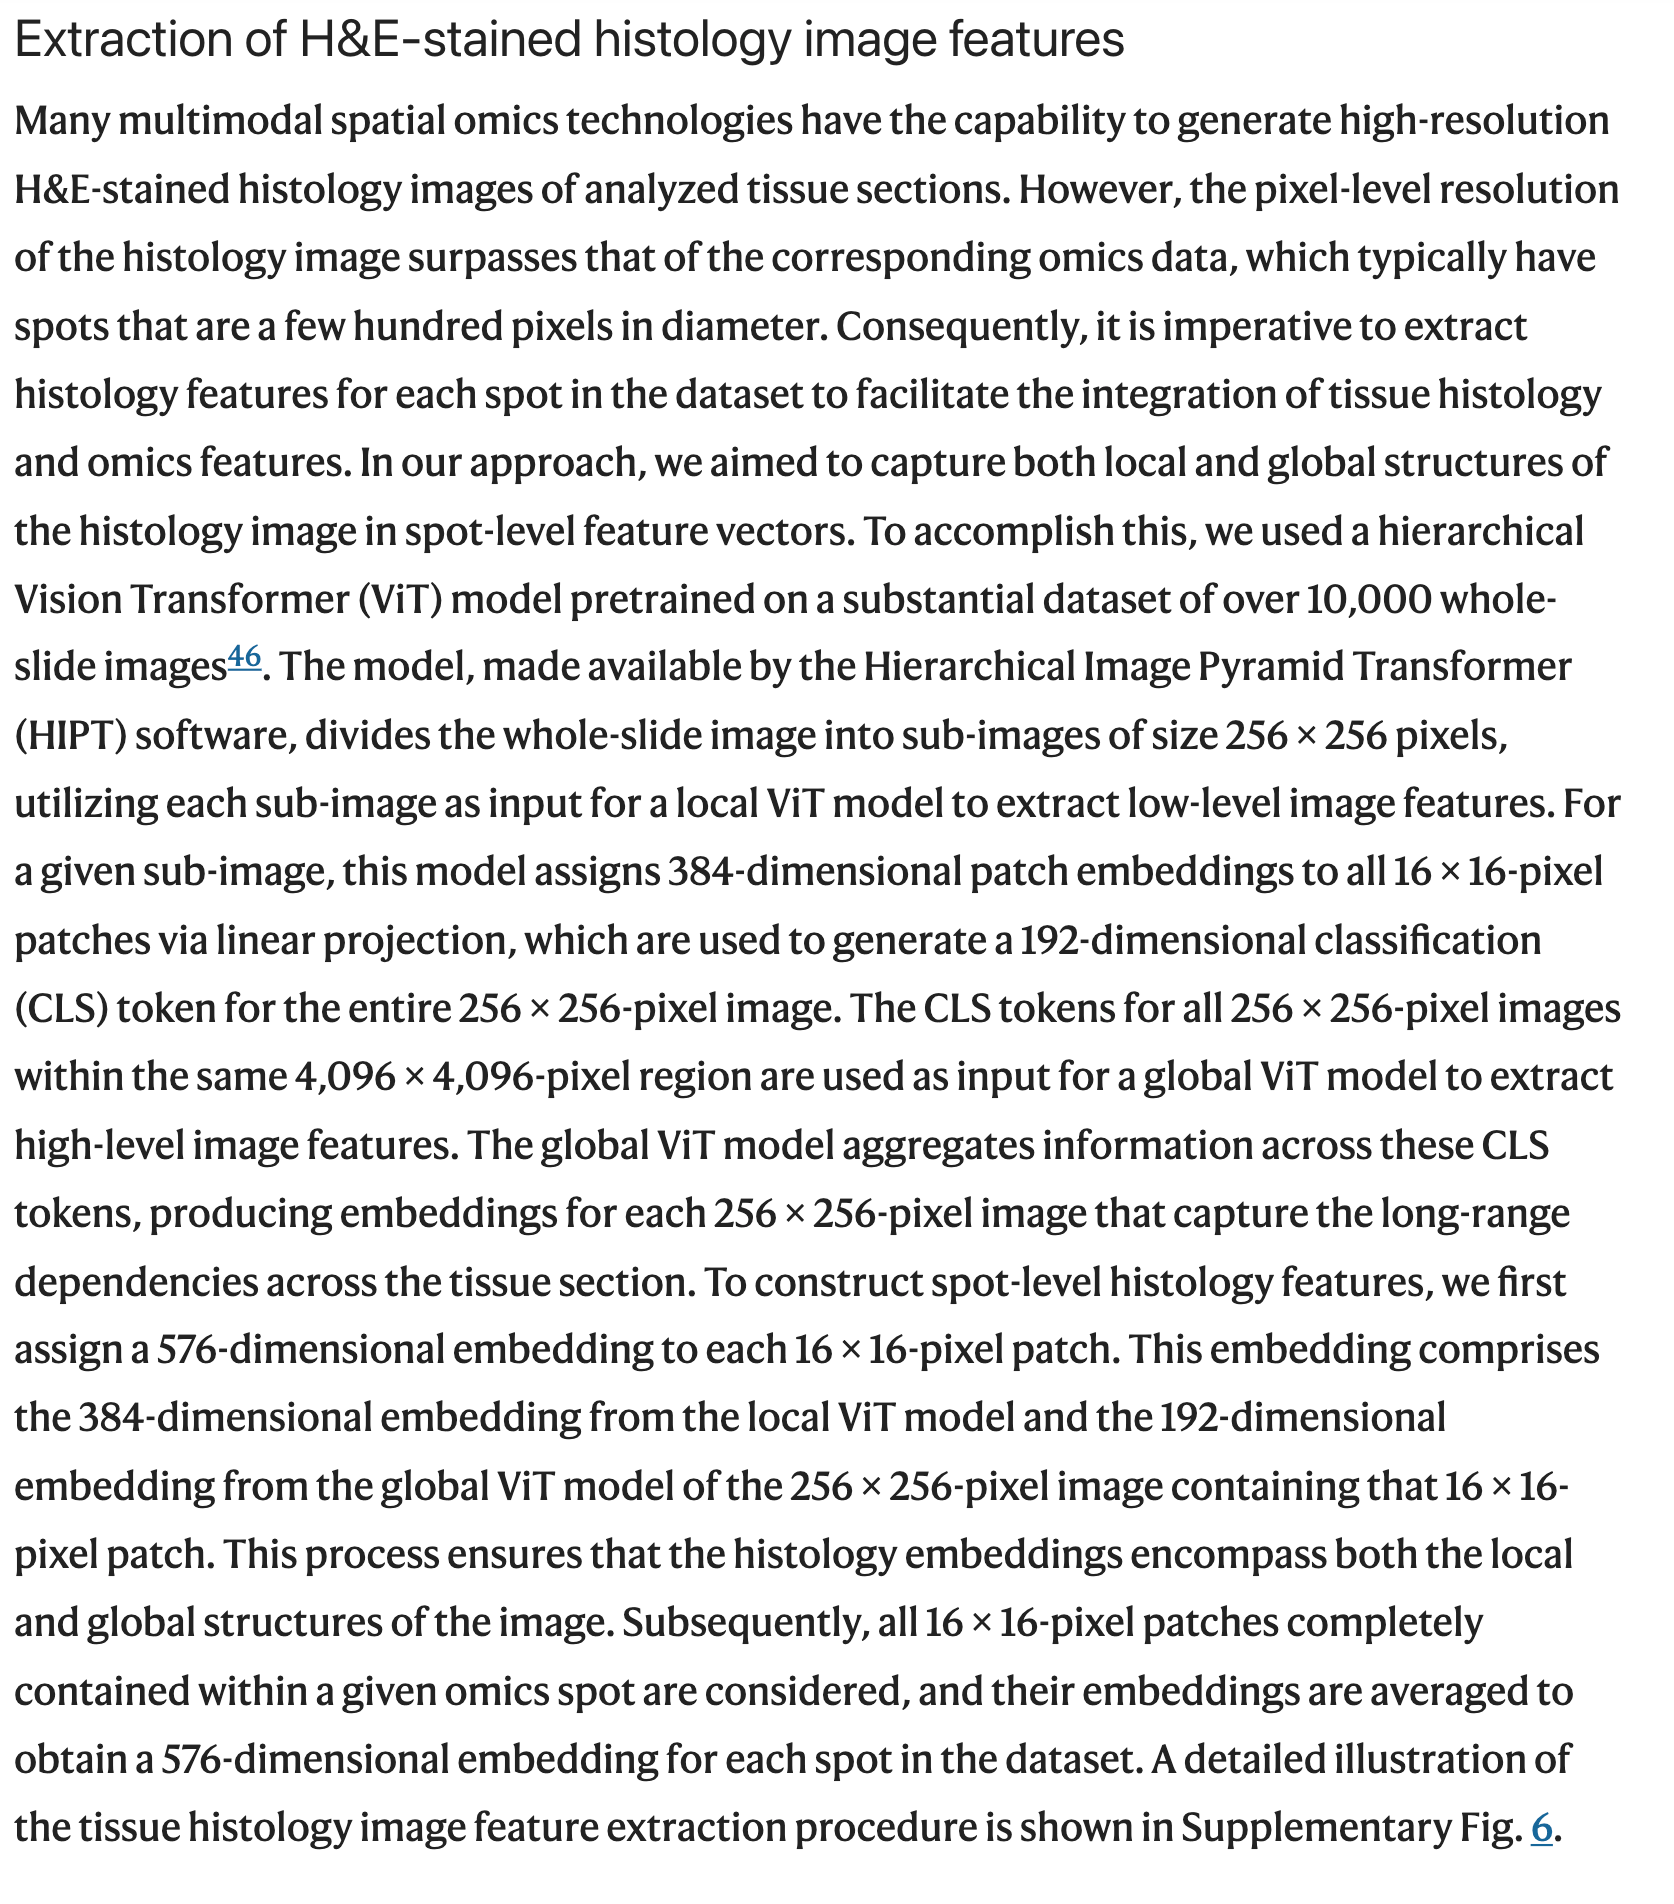 Extraction of H&E-stained histology image features
Many multimodal spatial omics technologies have the capability to generate high-resolution
H&E-stained histology images of analyzed tissue sections. However, the pixel-level resolution
of the histology image surpasses that of the corresponding omics data, which typically have
spots that are a few hundred pixels in diameter. Consequently, it is imperative to extract
histology features for each spot in the dataset to facilitate the integration of tissue histology
and omics features. In our approach, we aimed to capture both local and global structures of
the histology image in spot-level feature vectors. To accomplish this, we used a hierarchical
Vision Transformer (ViT) model pretrained on a substantial dataset of over 10,000 whole-
slide images46. The model, made available by the Hierarchical Image Pyramid Transformer
(HIPT) software, divides the whole-slide image into sub-images of size 256 × 256 pixels,
utilizing each sub-image as input for a local ViT model to extract low-level image features. For
a given sub-image, this model assigns 384-dimensional patch embeddings to all 16 × 16-pixel
patches via linear projection, which are used to generate a 192-dimensional classification
(CLS) token for the entire 256 × 256-pixel image. The CLS tokens for all 256 × 256-pixel images
within the same 4,096 × 4,096-pixel region are used as input for a global ViT model to extract
high-level image features. The global ViT model aggregates information across these CLS
tokens, producing embeddings for each 256 × 256-pixel image that capture the long-range
dependencies across the tissue section. To construct spot-level histology features, we first
assign a 576-dimensional embedding to each 16 × 16-pixel patch. This embedding comprises
the 384-dimensional embedding from the local ViT model and the 192-dimensional
embedding from the global ViT model of the 256 × 256-pixel image containing that 16 × 16-
pixel patch. This process ensures that the histology embeddings encompass both the local
and global structures of the image. Subsequently, all 16 × 16-pixel patches completely
contained within a given omics spot are considered, and their embeddings are averaged to
obtain a 576-dimensional embedding for each spot in the dataset. A detailed illustration of
the tissue histology image feature extraction procedure is shown in Supplementary Fig. 6.